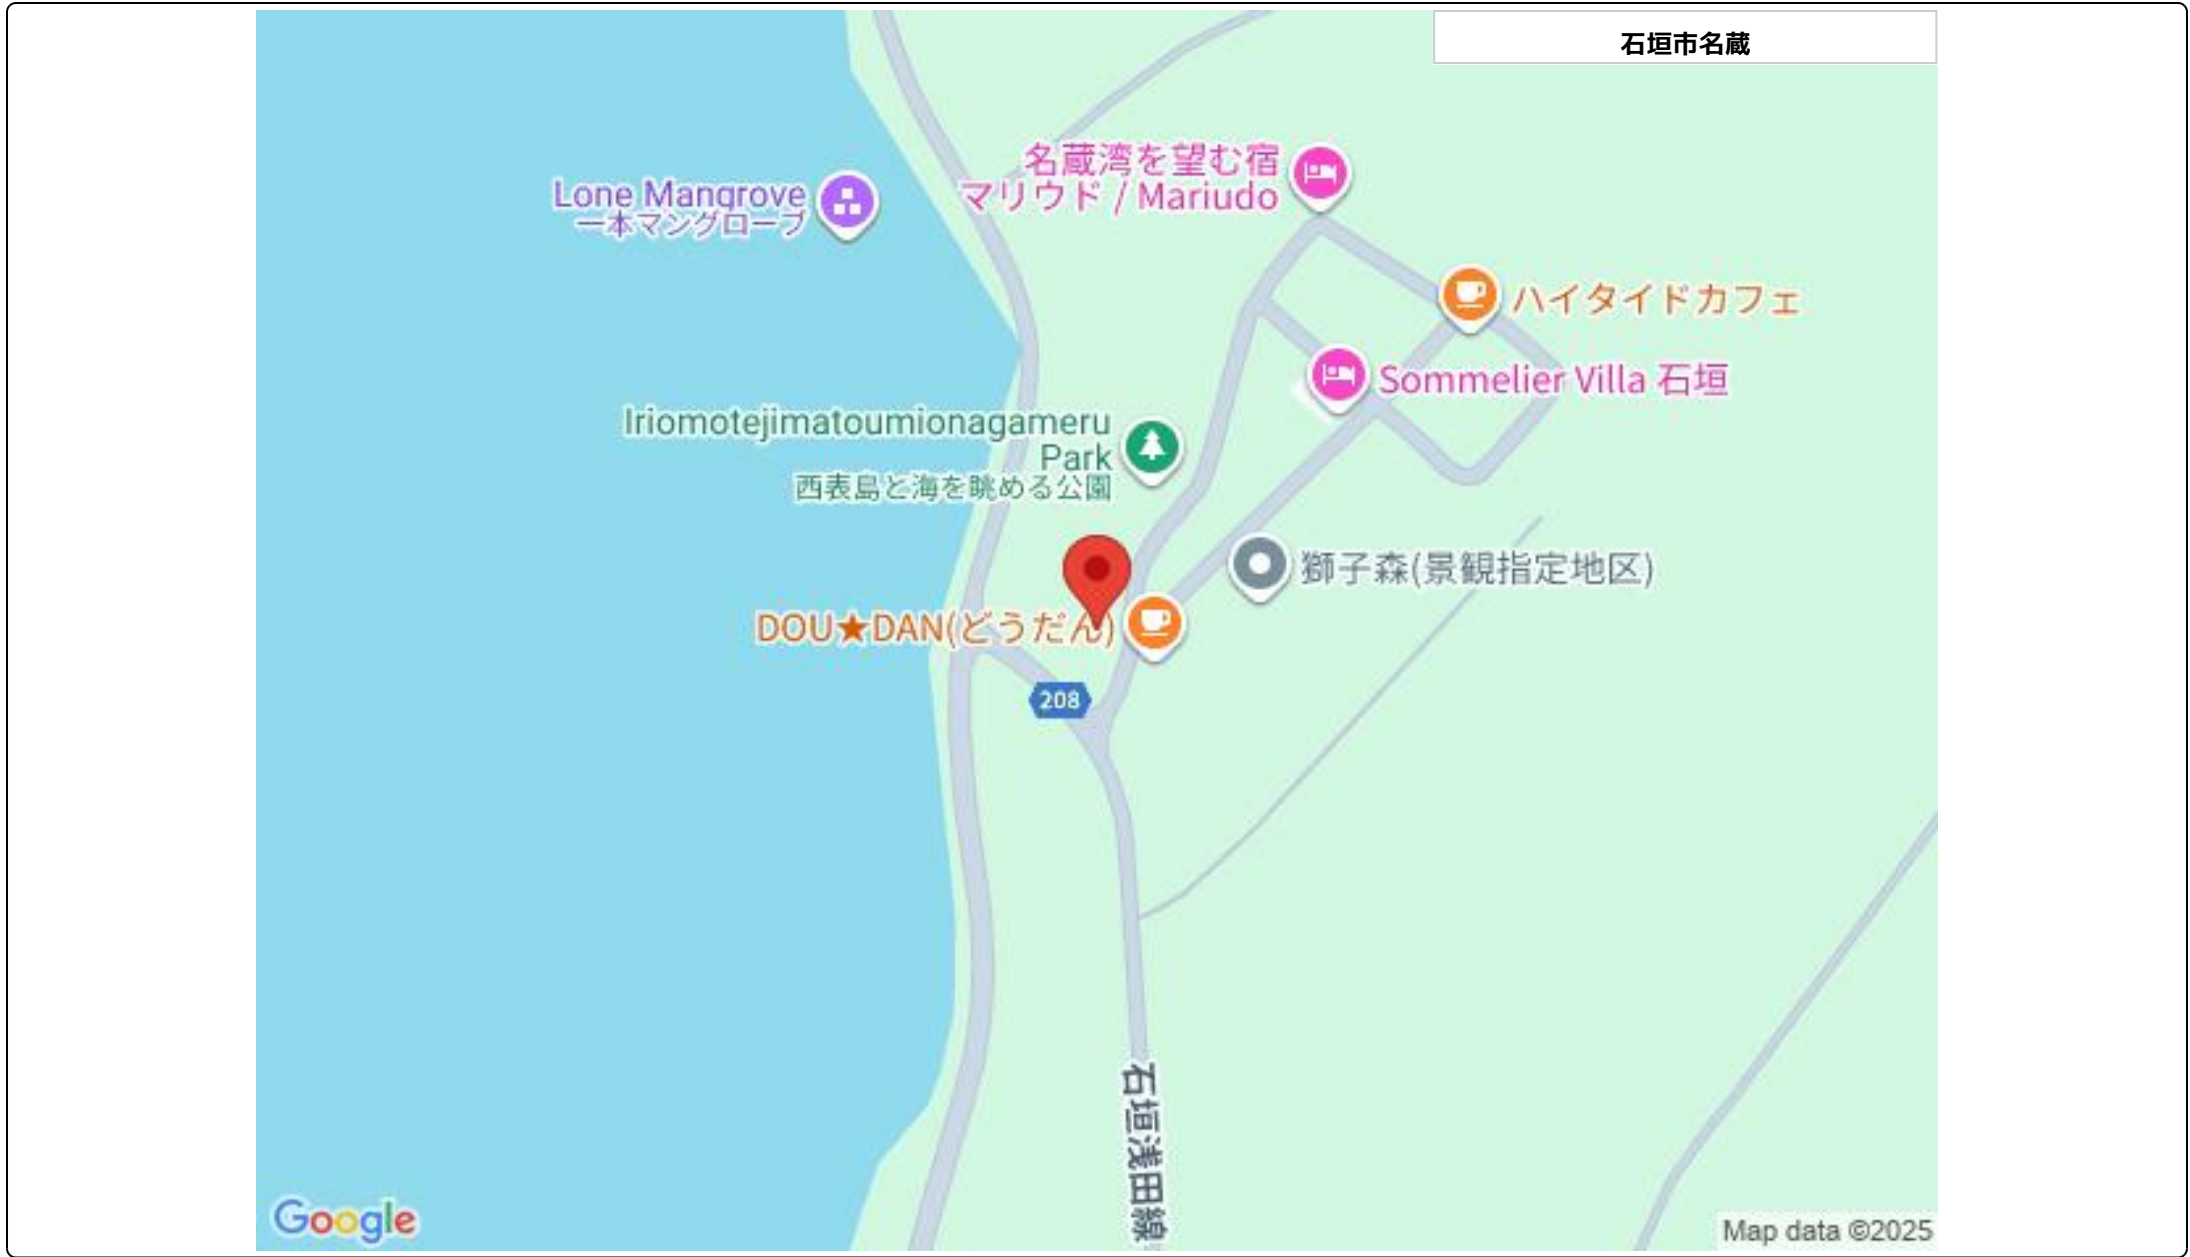 石垣市名蔵
名蔵湾を望む宿
マリウド / Mariudo
Lone Mangrove
一本マングローブ
ハイタイドカフェ
Sommelier Villa 石垣
Iriomotejimatoumionagameru
Park
西表島と海を眺める公園
獅子森(景観指定地区)
DOU★DAN(どうだん)
208
石垣浅田線
Google
Map data ©2025